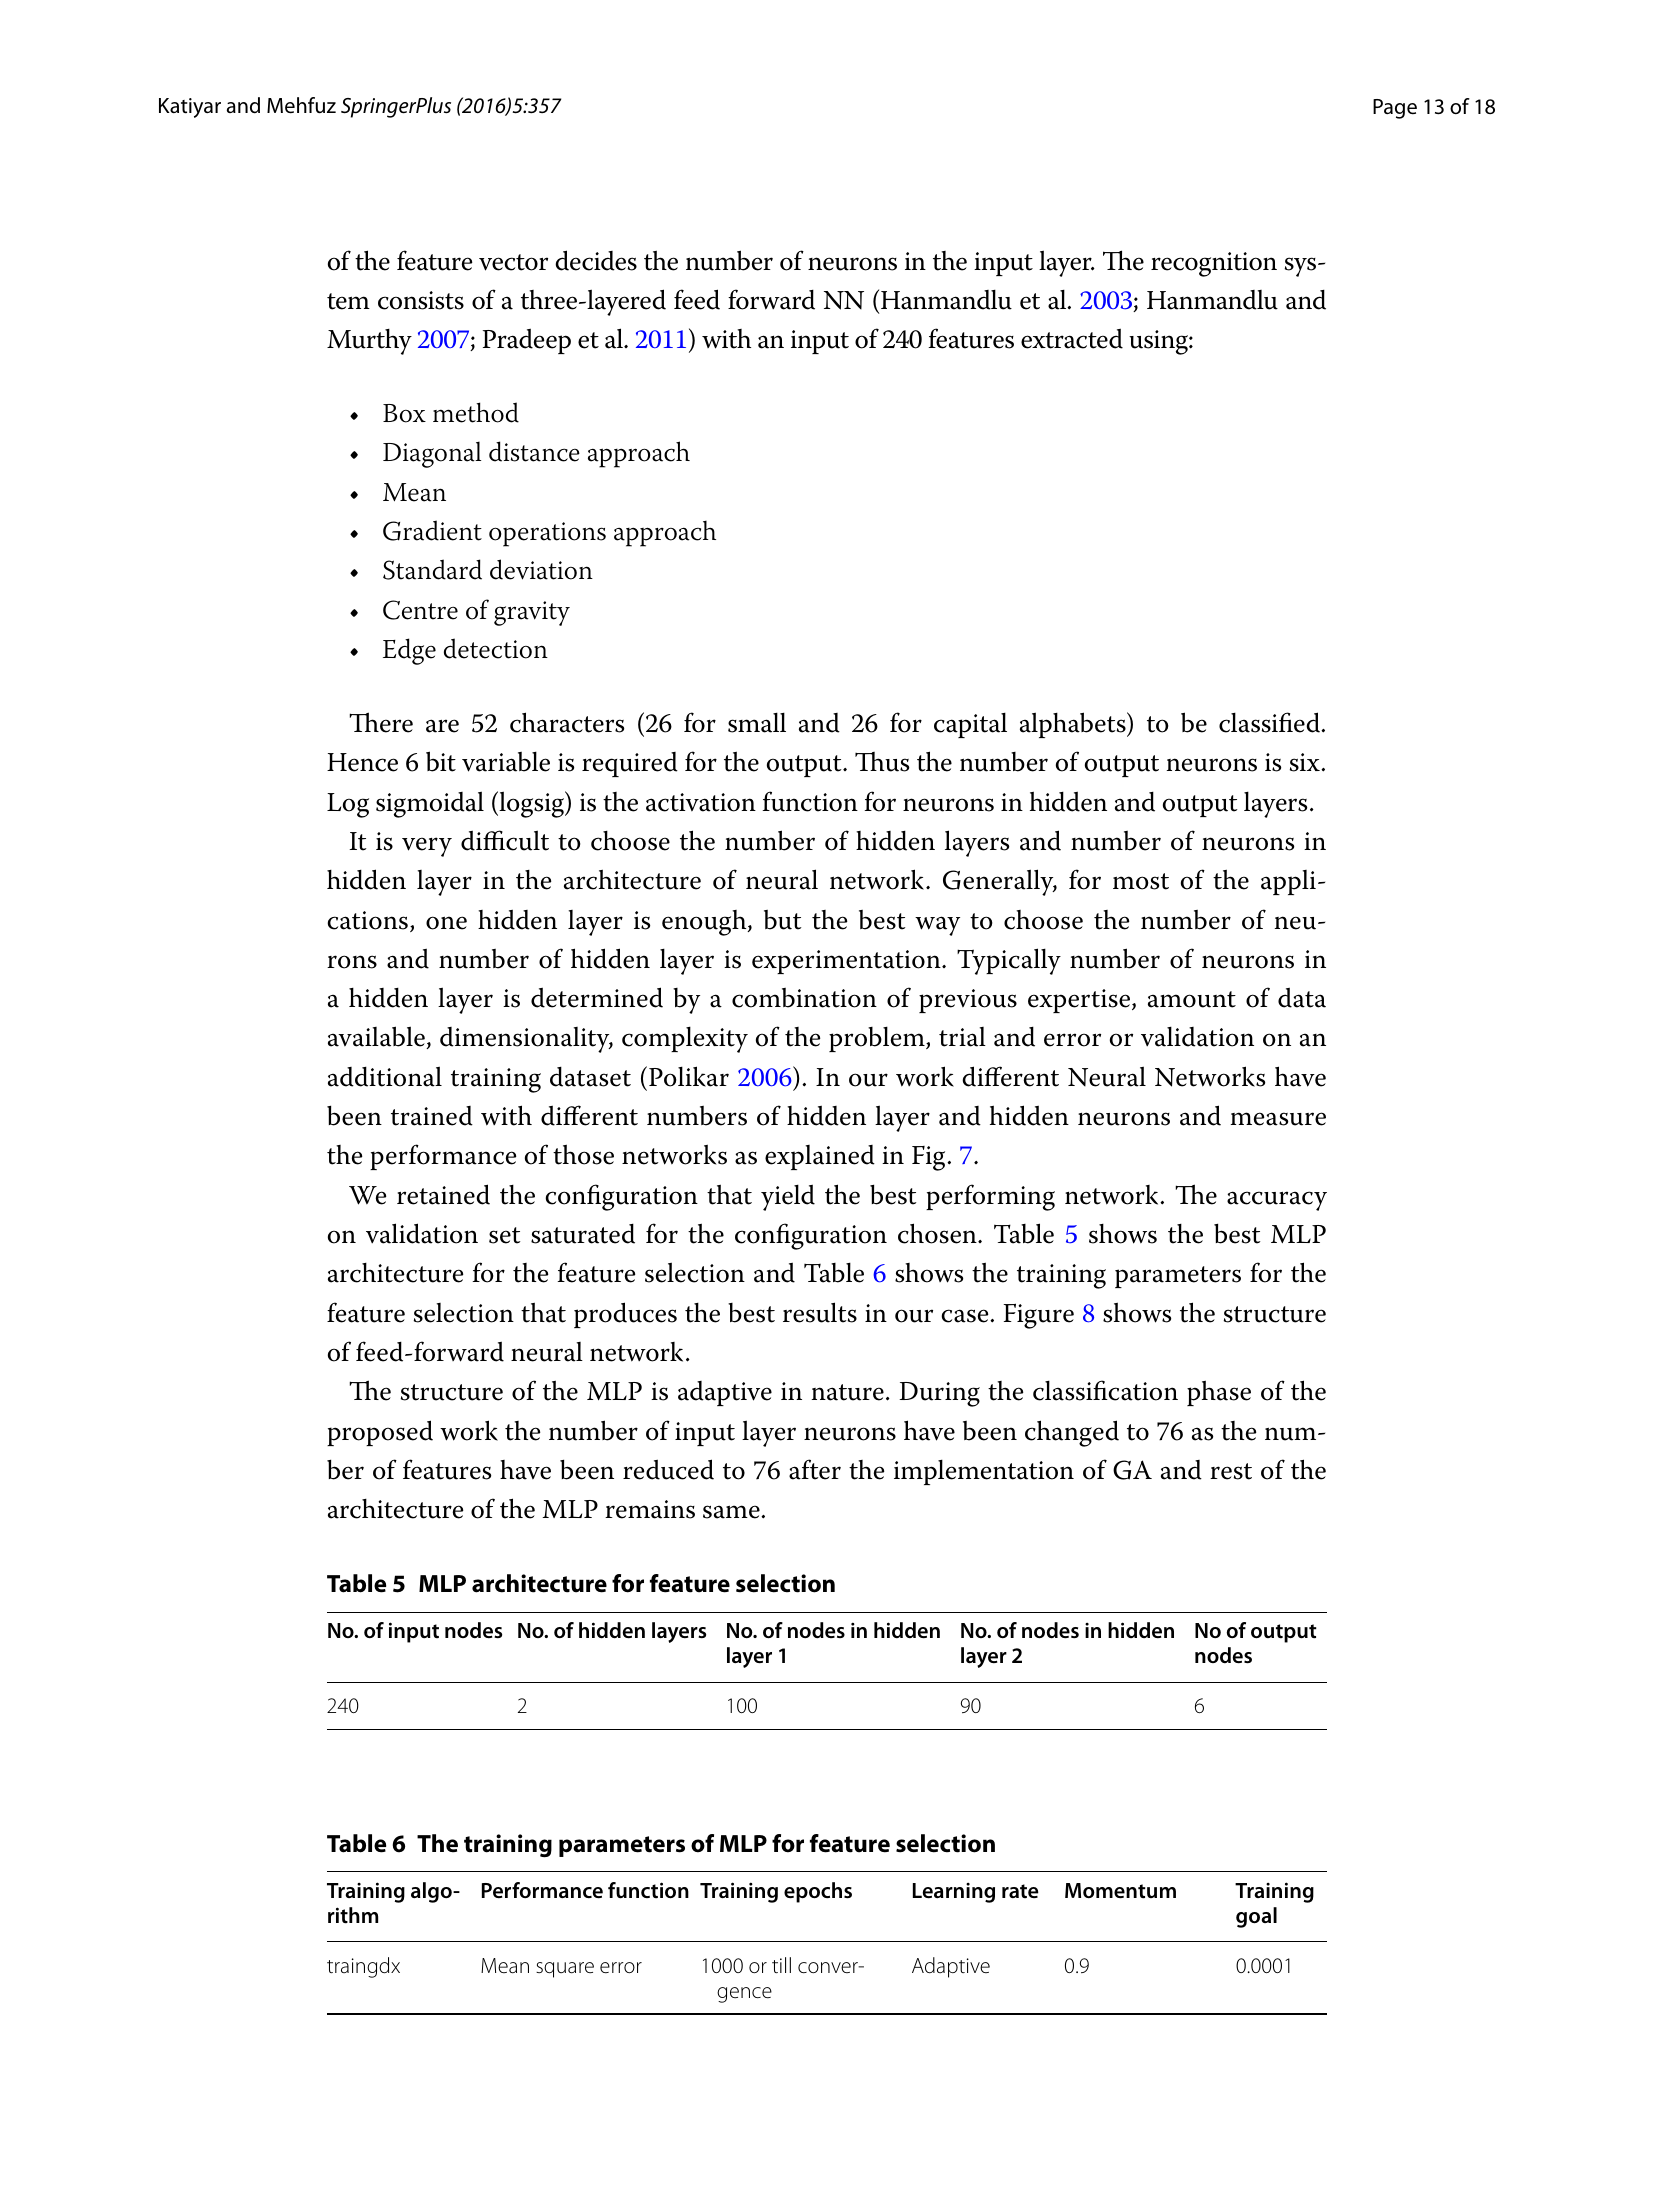 Katiyar and Mehfuz SpringerPlus (2016)5:357
Page 13 of 18
of the feature vector decides the number of neurons in the input layer. The recognition sys-
tem consists of a three-layered feed forward NN (Hanmandlu et al. 2003; Hanmandlu and
Murthy 2007; Pradeep et al. 2011) with an input of 240 features extracted using:
• Box method
• Diagonal distance approach
• Mean
• Gradient operations approach
• Standard deviation
• Centre of gravity
• Edge detection
There are 52 characters (26 for small and 26 for capital alphabets) to be classified.
Hence 6 bit variable is required for the output. Thus the number of output neurons is six.
Log sigmoidal (logsig) is the activation function for neurons in hidden and output layers.
It is very difficult to choose the number of hidden layers and number of neurons in
hidden layer in the architecture of neural network. Generally, for most of the appli-
cations, one hidden layer is enough, but the best way to choose the number of neu-
rons and number of hidden layer is experimentation. Typically number of neurons in
a hidden layer is determined by a combination of previous expertise, amount of data
available, dimensionality, complexity of the problem, trial and error or validation on an
additional training dataset (Polikar 2006). In our work different Neural Networks have
been trained with different numbers of hidden layer and hidden neurons and measure
the performance of those networks as explained in Fig. 7.
We retained the configuration that yield the best performing network. The accuracy
on validation set saturated for the configuration chosen. Table 5 shows the best MLP
architecture for the feature selection and Table 6 shows the training parameters for the
feature selection that produces the best results in our case. Figure 8 shows the structure
of feed-forward neural network.
The structure of the MLP is adaptive in nature. During the classification phase of the
proposed work the number of input layer neurons have been changed to 76 as the num-
ber of features have been reduced to 76 after the implementation of GA and rest of the
architecture of the MLP remains same.
Table 5 MLP architecture for feature selection
No. of input nodes No. of hidden layers No. of nodes in hidden No. of nodes in hidden No of output
layer 1 layer 2 nodes
240 2 100 90 6
Table 6 The training parameters of MLP for feature selection
Training algo- Performance function Training epochs Learning rate Momentum Training
rithm goal
traingdx Mean square error 1000 or till conver- Adaptive 0.9 0.0001
gence